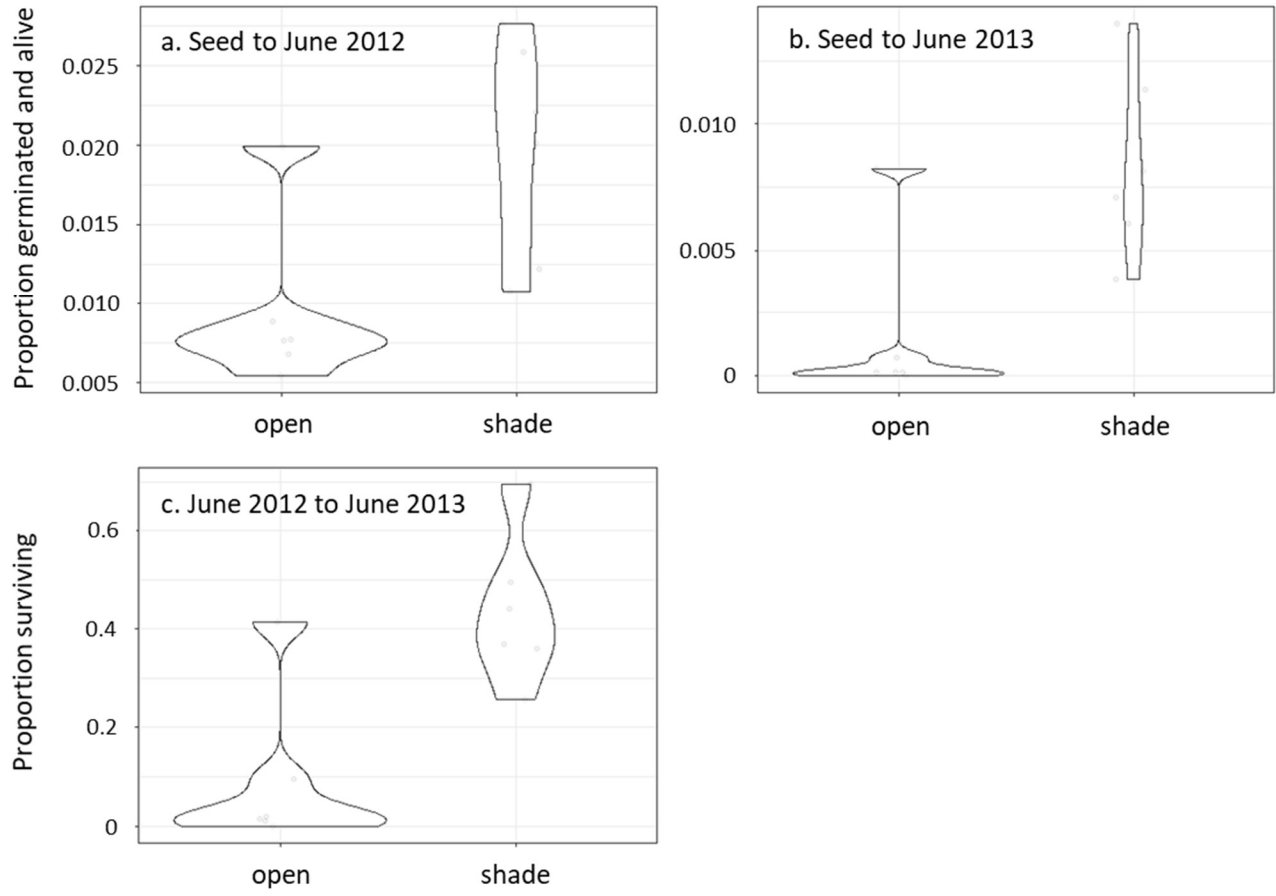 Proportion germinated and alive
a. Seed to June 2012
0.025
0.020
0.015
0.010
0.005
open shade
b. Seed to June 2013
0.010
0.005
0
open shade
Proportion surviving
c. June 2012 to June 2013
0.6
0.4
0.2
0
open shade